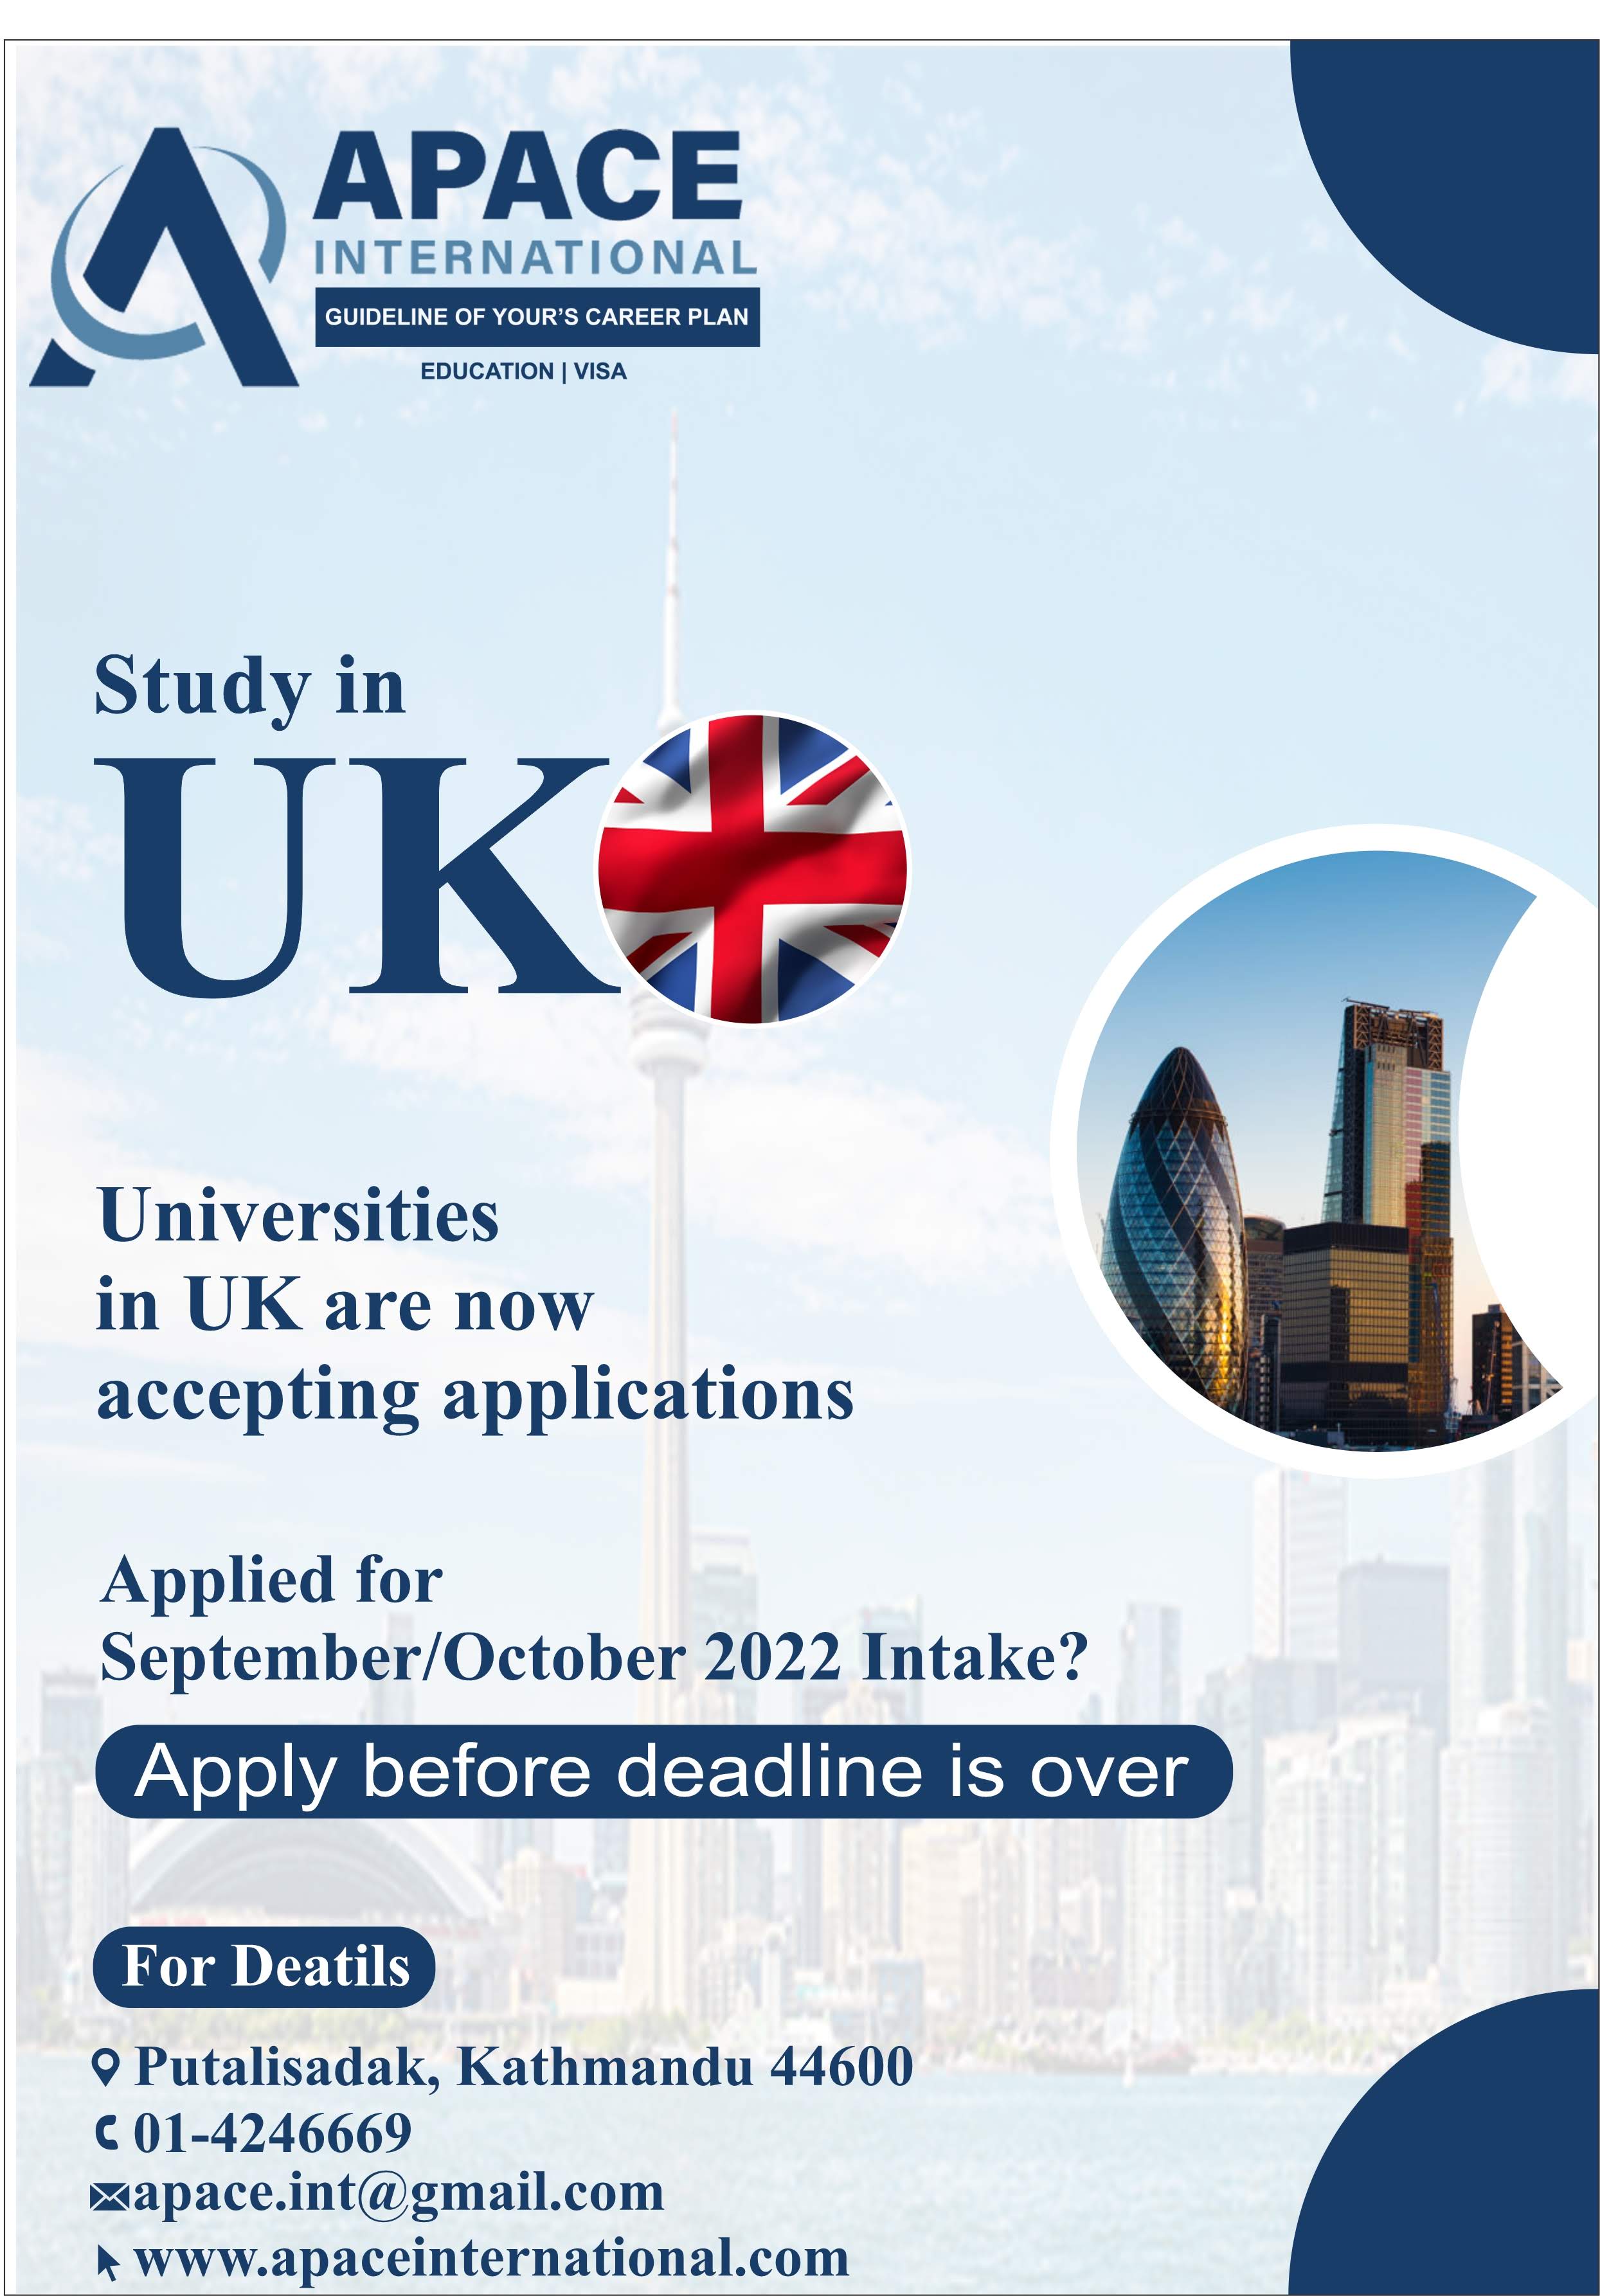 APACE
INTERNATIONAL
GUIDELINE OF YOUR'S CAREER PLAN
EDUCATION | VISA
Study in
UK
Universities
in UK are now
accepting applications
Applied for
September/October 2022 Intake?
Apply before deadline is over
For Deatils
Putalisadak, Kathmandu 44600
01-4246669
apace.int@gmail.com
www.apaceinternational.com